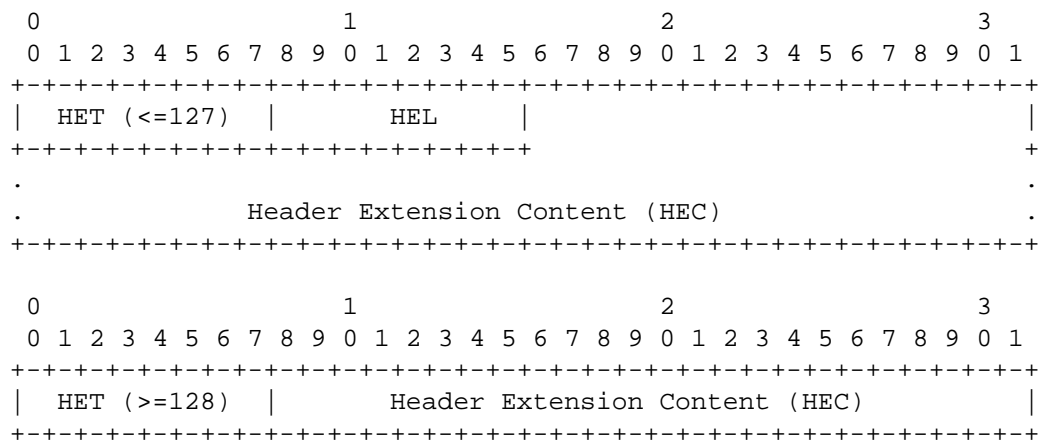 0                   1                   2                   3
 0 1 2 3 4 5 6 7 8 9 0 1 2 3 4 5 6 7 8 9 0 1 2 3 4 5 6 7 8 9 0 1
+-+-+-+-+-+-+-+-+-+-+-+-+-+-+-+-+-+-+-+-+-+-+-+-+-+-+-+-+-+-+-+-+
|  HET (<=127)  |       HEL     |                               |
+-+-+-+-+-+-+-+-+-+-+-+-+-+-+-+-+                               +
.                                                               .
.              Header Extension Content (HEC)                   .
+-+-+-+-+-+-+-+-+-+-+-+-+-+-+-+-+-+-+-+-+-+-+-+-+-+-+-+-+-+-+-+-+

 0                   1                   2                   3
 0 1 2 3 4 5 6 7 8 9 0 1 2 3 4 5 6 7 8 9 0 1 2 3 4 5 6 7 8 9 0 1
+-+-+-+-+-+-+-+-+-+-+-+-+-+-+-+-+-+-+-+-+-+-+-+-+-+-+-+-+-+-+-+-+
|  HET (>=128)  |       Header Extension Content (HEC)          |
+-+-+-+-+-+-+-+-+-+-+-+-+-+-+-+-+-+-+-+-+-+-+-+-+-+-+-+-+-+-+-+-+